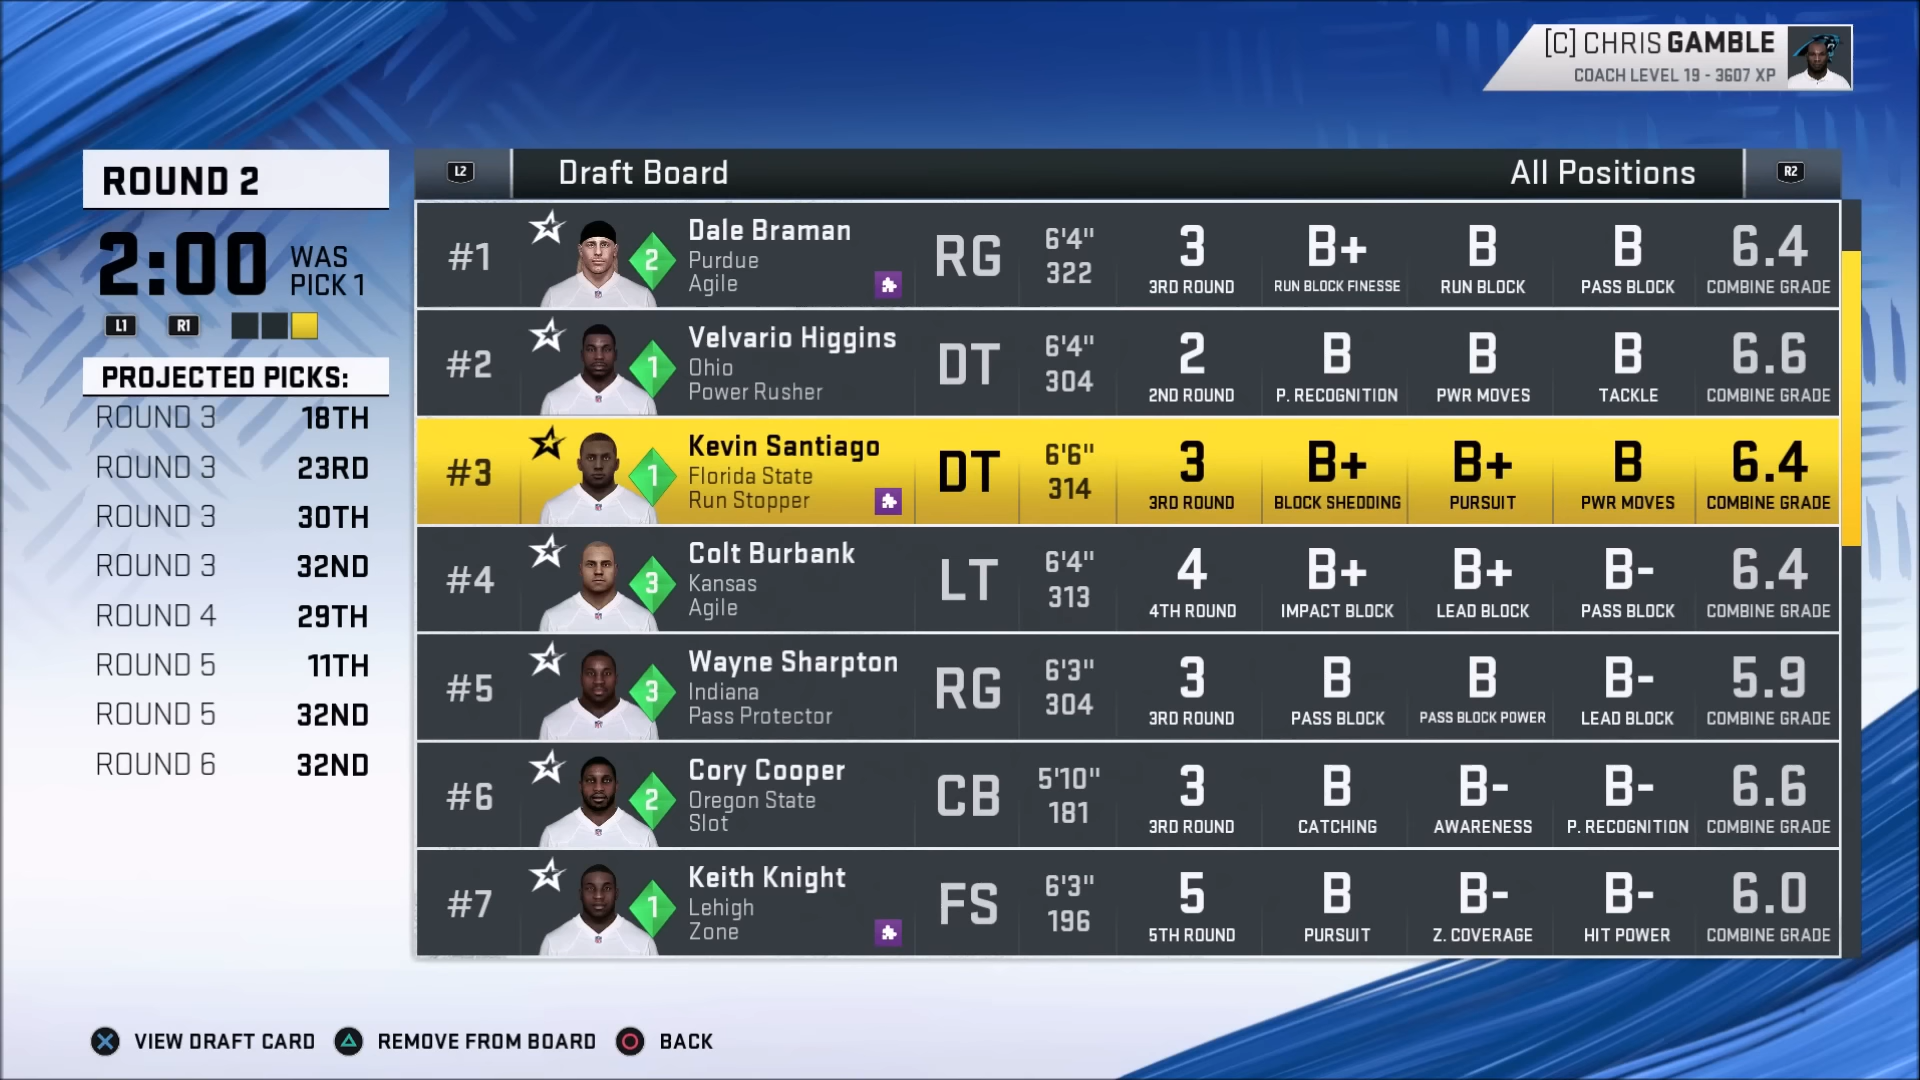 [C] CHRIS GAMBLE
COACH LEVEL 19 - 3607 XP
ROUND 2
2:00 WAS PICK 1
L1 R1
PROJECTED PICKS:
ROUND 3 18TH
ROUND 3 23RD
ROUND 3 30TH
ROUND 3 32ND
ROUND 4 29TH
ROUND 5 11TH
ROUND 5 32ND
ROUND 6 32ND
L2 Draft Board All Positions R2
#1 2 Dale Braman RG 6'4" 3 B+ B B 6.4
Purdue
Agile 322 3RD ROUND RUN BLOCK FINESSE RUN BLOCK PASS BLOCK COMBINE GRADE
#2 1 Velvario Higgins DT 6'4" 2 B B B 6.6
Ohio
Power Rusher 304 2ND ROUND P. RECOGNITION PWR MOVES TACKLE COMBINE GRADE
#3 1 Kevin Santiago DT 6'6" 3 B+ B+ B 6.4
Florida State
Run Stopper 314 3RD ROUND BLOCK SHEDDING PURSUIT PWR MOVES COMBINE GRADE
#4 3 Colt Burbank LT 6'4" 4 B+ B+ B- 6.4
Kansas
Agile 313 4TH ROUND IMPACT BLOCK LEAD BLOCK PASS BLOCK COMBINE GRADE
#5 3 Wayne Sharpton RG 6'3" 3 B B B- 5.9
Indiana
Pass Protector 304 3RD ROUND PASS BLOCK PASS BLOCK POWER LEAD BLOCK COMBINE GRADE
#6 2 Cory Cooper CB 5'10" 3 B B- B- 6.6
Oregon State
Slot 181 3RD ROUND CATCHING AWARENESS P. RECOGNITION COMBINE GRADE
#7 1 Keith Knight FS 6'3" 5 B B- B- 6.0
Lehigh
Zone 196 5TH ROUND PURSUIT Z. COVERAGE HIT POWER COMBINE GRADE
VIEW DRAFT CARD REMOVE FROM BOARD BACK